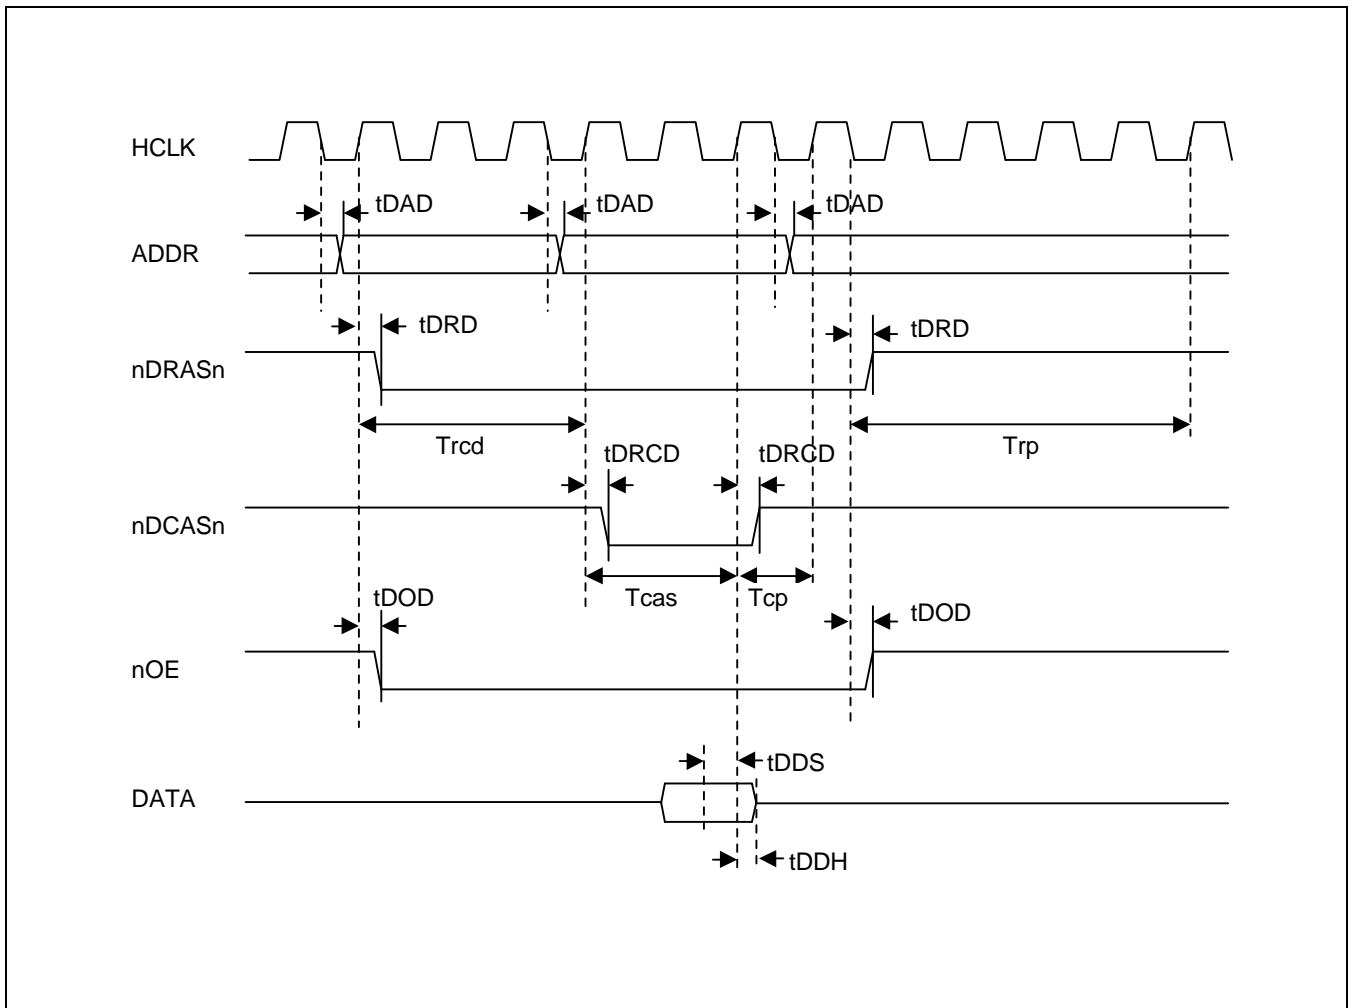 HCLK
tDAD
tDAD
tDAD
ADDR
tDRD
tDRD
nDRASn
Trcd
tDRCD
tDRCD
Trp
nDCASn
Tcas
Tcp
tDOD
tDOD
nOE
tDDS
DATA
tDDH